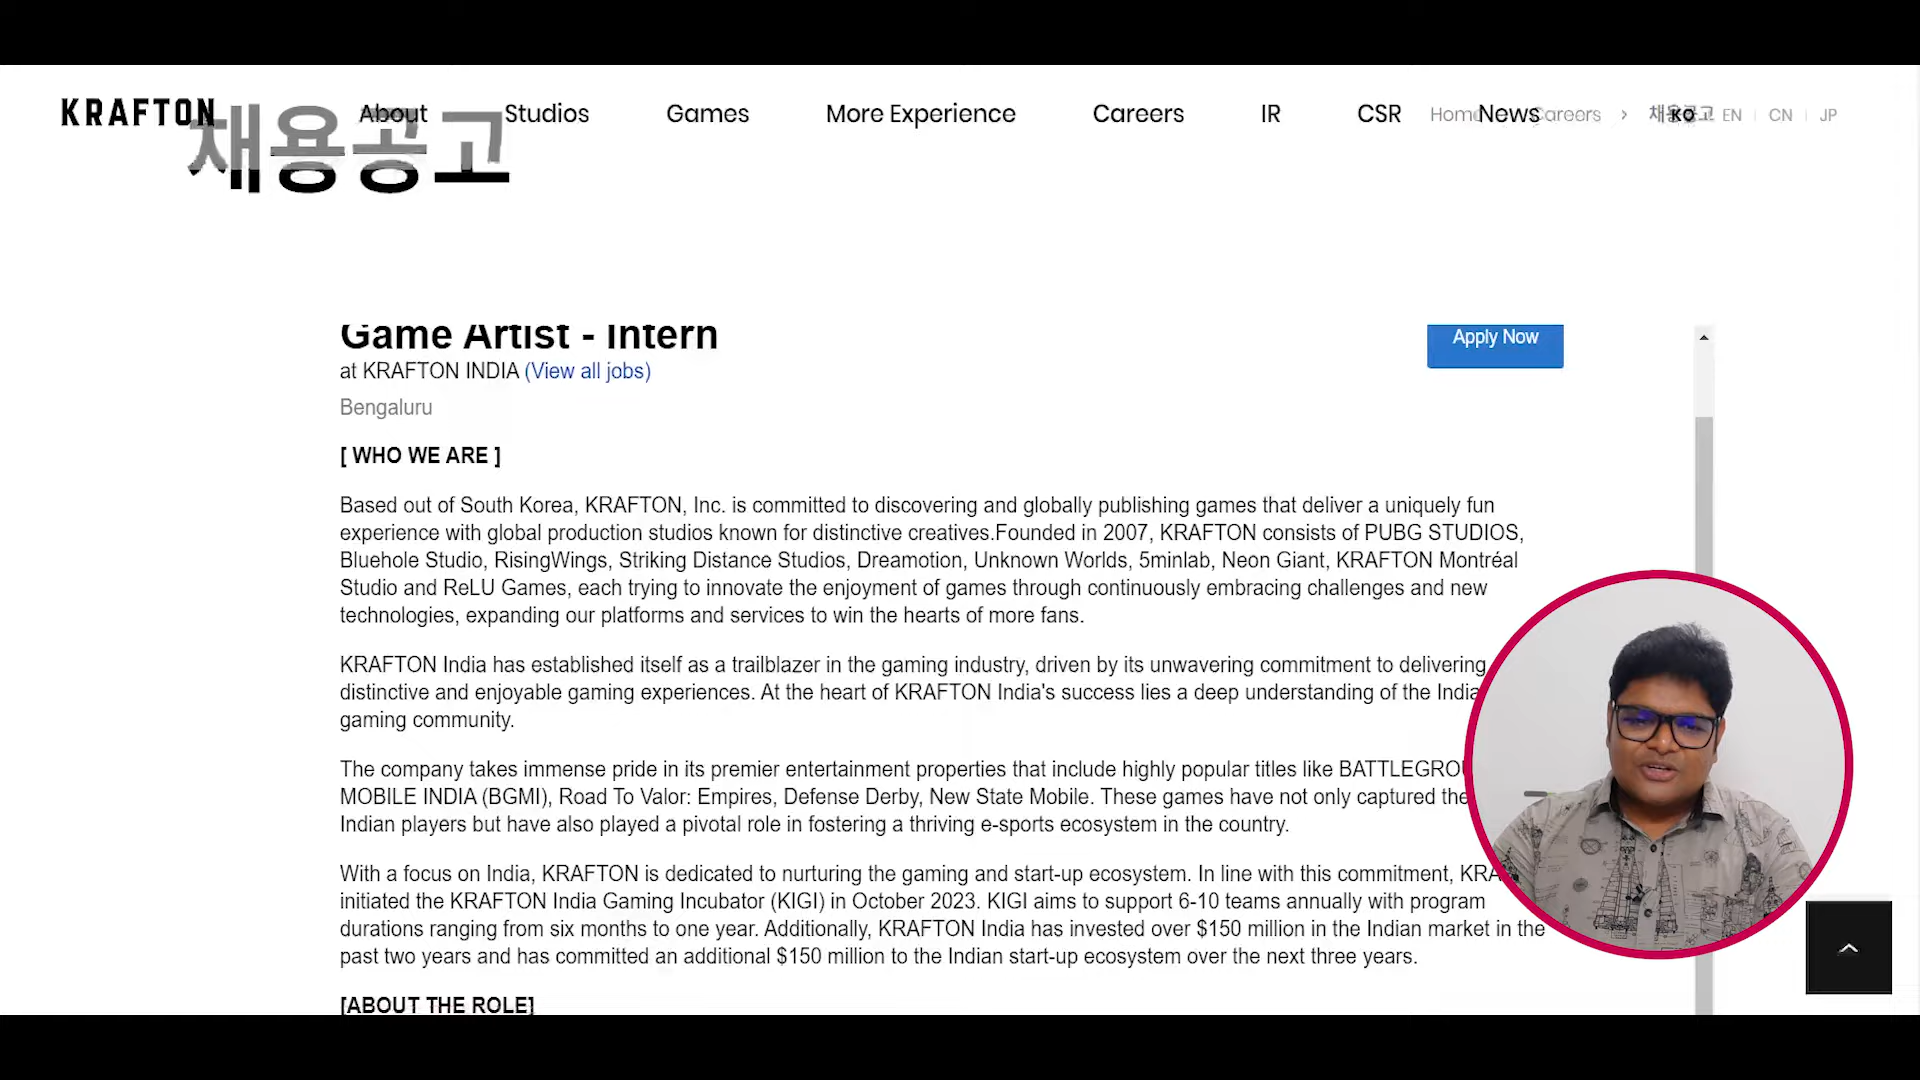 KRAFTON
About
Studios
Games
More Experience
Careers
IR
CSR
News
Home
Careers
›
채용공고
KO
EN
CN
JP
채용공고
Game Artist - Intern
Apply Now
at KRAFTON INDIA (View all jobs)
Bengaluru
[ WHO WE ARE ]
Based out of South Korea, KRAFTON, Inc. is committed to discovering and globally publishing games that deliver a uniquely fun
experience with global production studios known for distinctive creatives.Founded in 2007, KRAFTON consists of PUBG STUDIOS,
Bluehole Studio, RisingWings, Striking Distance Studios, Dreamotion, Unknown Worlds, 5minlab, Neon Giant, KRAFTON Montréal
Studio and ReLU Games, each trying to innovate the enjoyment of games through continuously embracing challenges and new
technologies, expanding our platforms and services to win the hearts of more fans.
KRAFTON India has established itself as a trailblazer in the gaming industry, driven by its unwavering commitment to delivering
distinctive and enjoyable gaming experiences. At the heart of KRAFTON India's success lies a deep understanding of the India
gaming community.
The company takes immense pride in its premier entertainment properties that include highly popular titles like BATTLEGRO
MOBILE INDIA (BGMI), Road To Valor: Empires, Defense Derby, New State Mobile. These games have not only captured the
Indian players but have also played a pivotal role in fostering a thriving e-sports ecosystem in the country.
With a focus on India, KRAFTON is dedicated to nurturing the gaming and start-up ecosystem. In line with this commitment, KRA
initiated the KRAFTON India Gaming Incubator (KIGI) in October 2023. KIGI aims to support 6-10 teams annually with program
durations ranging from six months to one year. Additionally, KRAFTON India has invested over $150 million in the Indian market in the
past two years and has committed an additional $150 million to the Indian start-up ecosystem over the next three years.
[ABOUT THE ROLE]